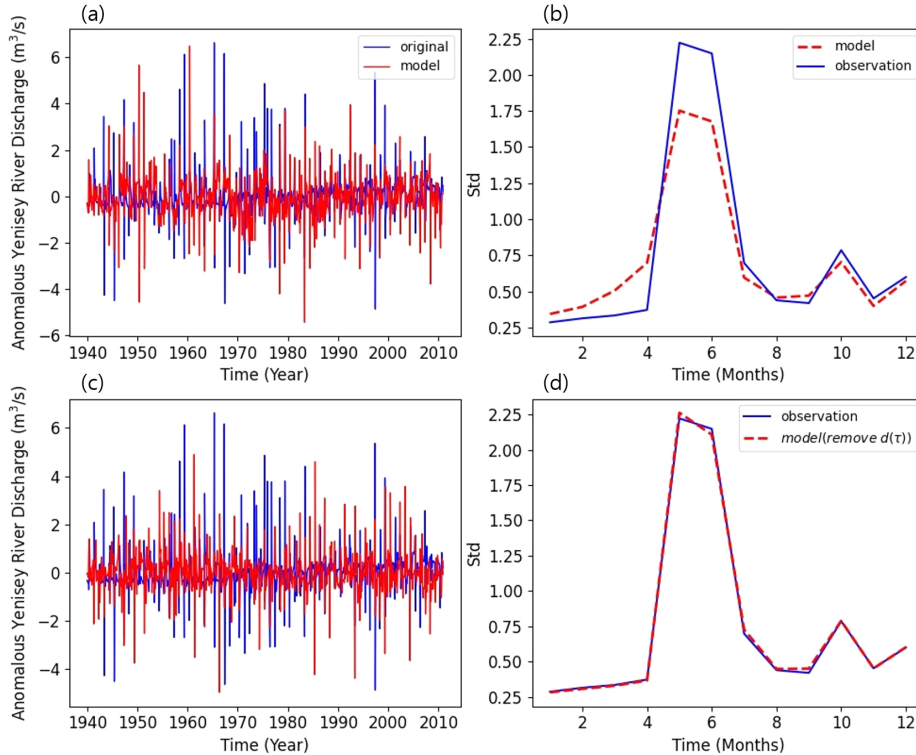 (a)
Anomalous Yenisey River Discharge (m³/s)
original
model
6
4
2
0
−2
−4
−6
1940 1950 1960 1970 1980 1990 2000 2010
Time (Year)
(b)
Std
model
observation
2.25
2.00
1.75
1.50
1.25
1.00
0.75
0.50
0.25
2 4 6 8 10 12
Time (Months)
(c)
Anomalous Yenisey River Discharge (m³/s)
original
model
6
4
2
0
−2
−4
1940 1950 1960 1970 1980 1990 2000 2010
Time (Year)
(d)
Std
observation
model(remove d(τ))
2.25
2.00
1.75
1.50
1.25
1.00
0.75
0.50
0.25
2 4 6 8 10 12
Time (Months)